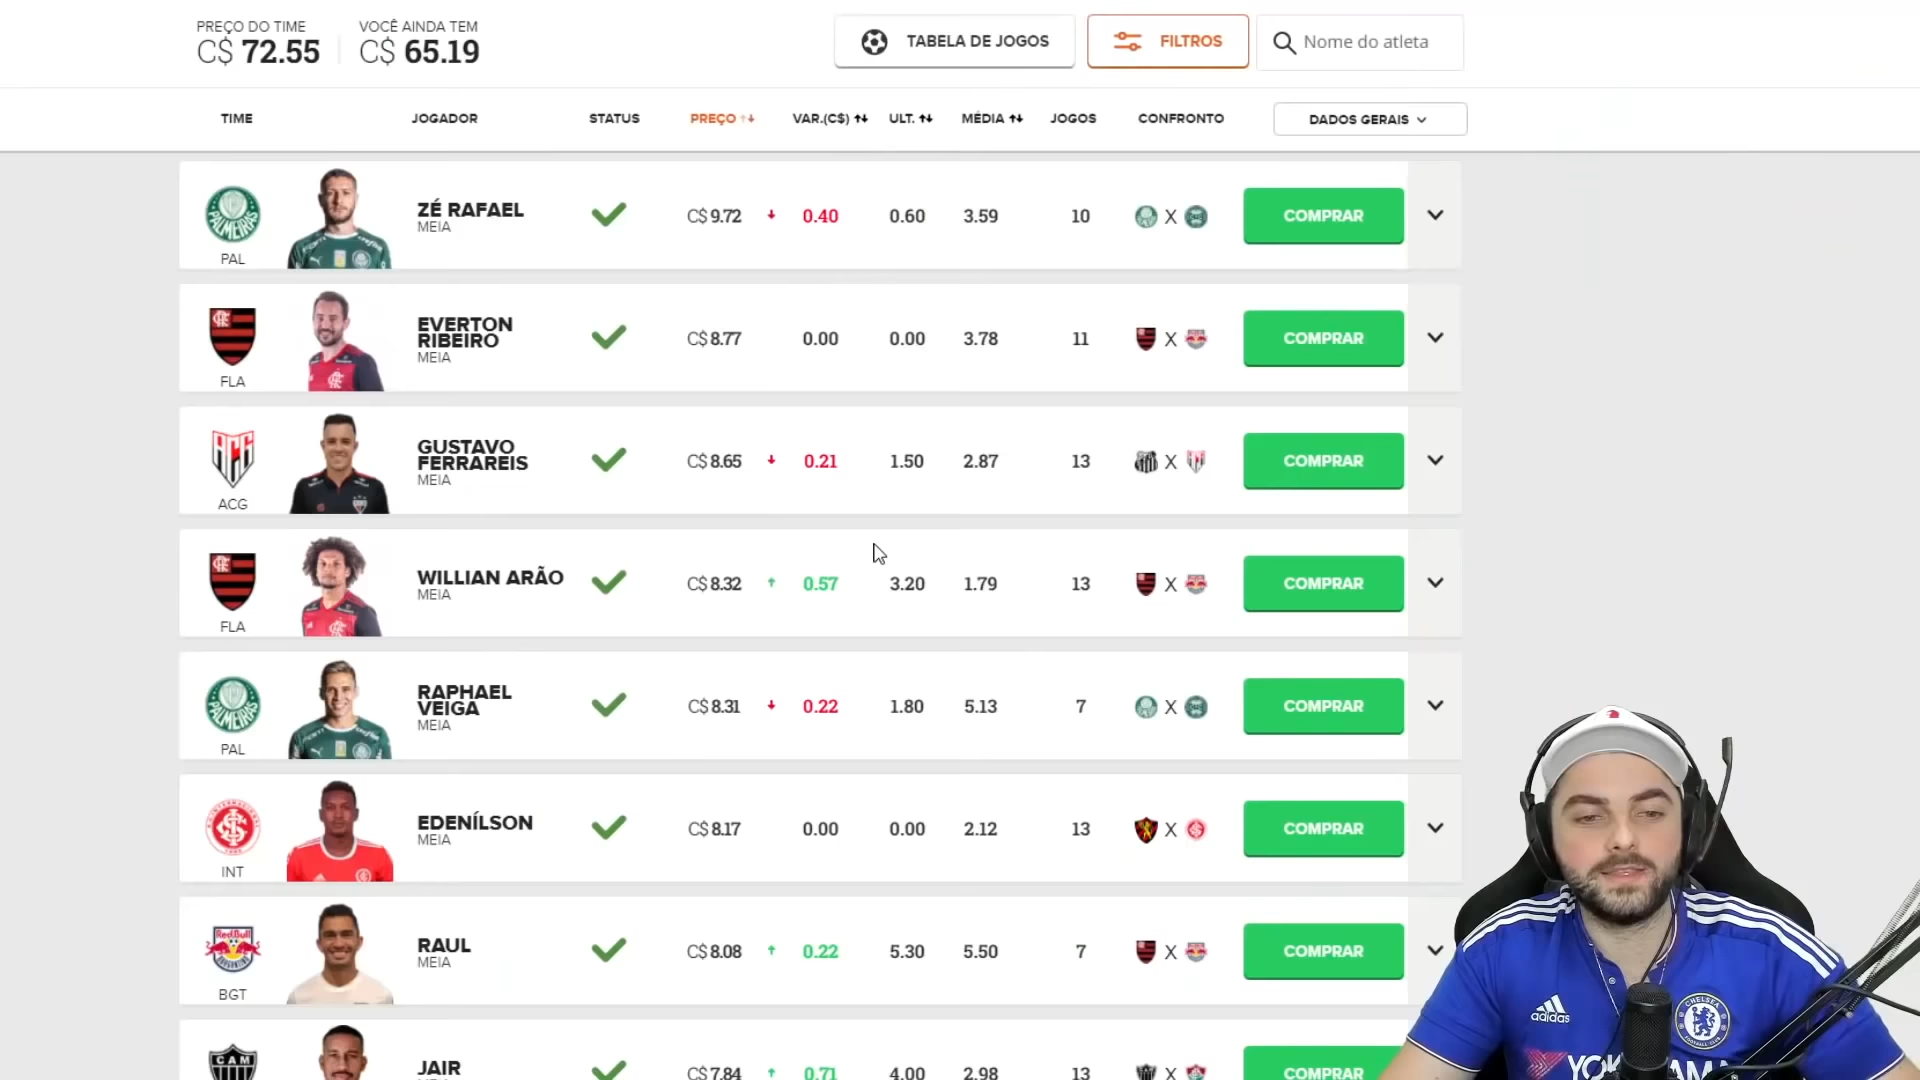 PREÇO DO TIME
C$ 72.55
VOCÊ AINDA TEM
C$ 65.19
TABELA DE JOGOS
FILTROS
Nome do atleta
TIME JOGADOR STATUS PREÇO VAR.(C$) ULT. MÉDIA JOGOS CONFRONTO DADOS GERAIS
PAL
ZÉ RAFAEL
MEIA
C$ 9.72 0.40 0.60 3.59 10 X COMPRAR
FLA
EVERTON
RIBEIRO
MEIA
C$ 8.77 0.00 0.00 3.78 11 X COMPRAR
ACG
ACG
GUSTAVO
FERRAREIS
MEIA
C$ 8.65 0.21 1.50 2.87 13 X COMPRAR
FLA
WILLIAN ARÃO
MEIA
C$ 8.32 0.57 3.20 1.79 13 X COMPRAR
PAL
RAPHAEL
VEIGA
MEIA
C$ 8.31 0.22 1.80 5.13 7 X COMPRAR
INT
EDENÍLSON
MEIA
C$ 8.17 0.00 0.00 2.12 13 X COMPRAR
RedBull
BGT
RAUL
MEIA
C$ 8.08 0.22 5.30 5.50 7 X COMPRAR
CAM
JAIR
C$ 7.84 0.71 4.00 2.98 13 X COMPRAR
adidas
CHELSEA
FOOTBALL CLUB